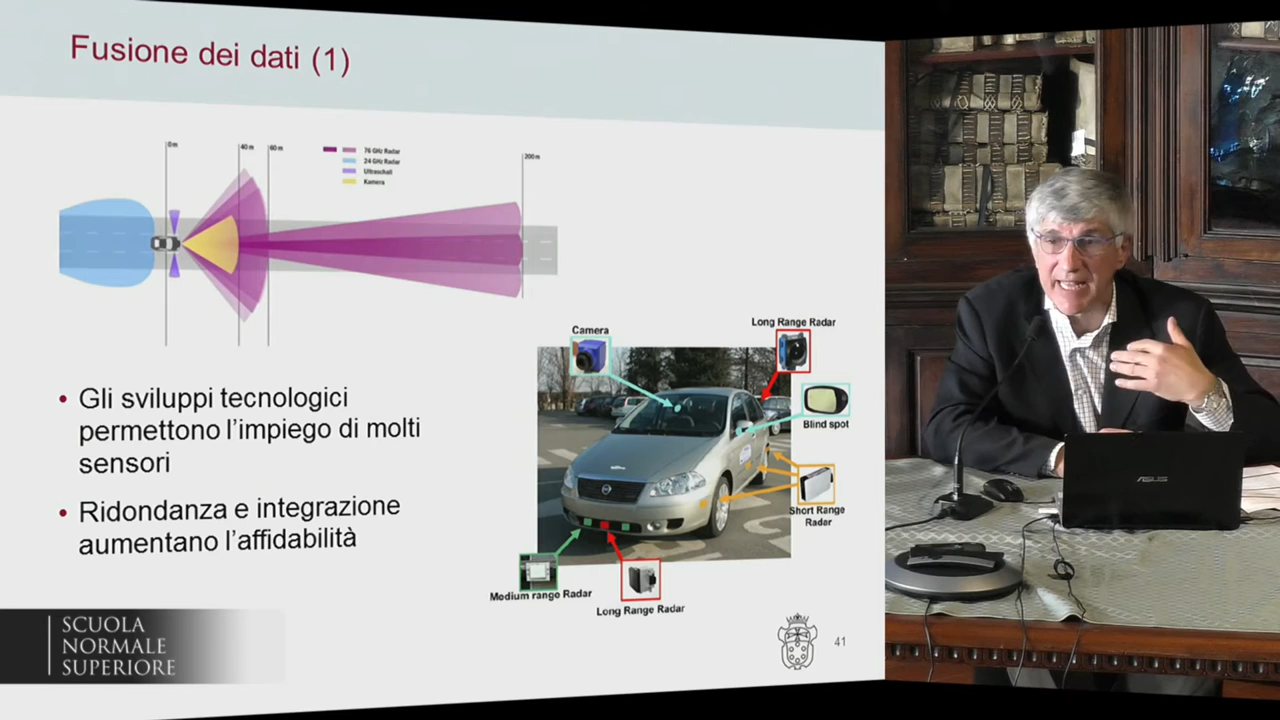 Fusione dei dati (1)
0m
40 m
60 m
200 m
76 GHz Radar
24 GHz Radar
Ultraschall
Kamera
Camera
Long Range Radar
Blind spot
Short Range
Radar
Medium range Radar
Long Range Radar
• Gli sviluppi tecnologici
permettono l'impiego di molti
sensori
• Ridondanza e integrazione
aumentano l'affidabilità
SCUOLA
NORMALE
SUPERIORE
41
ASUS